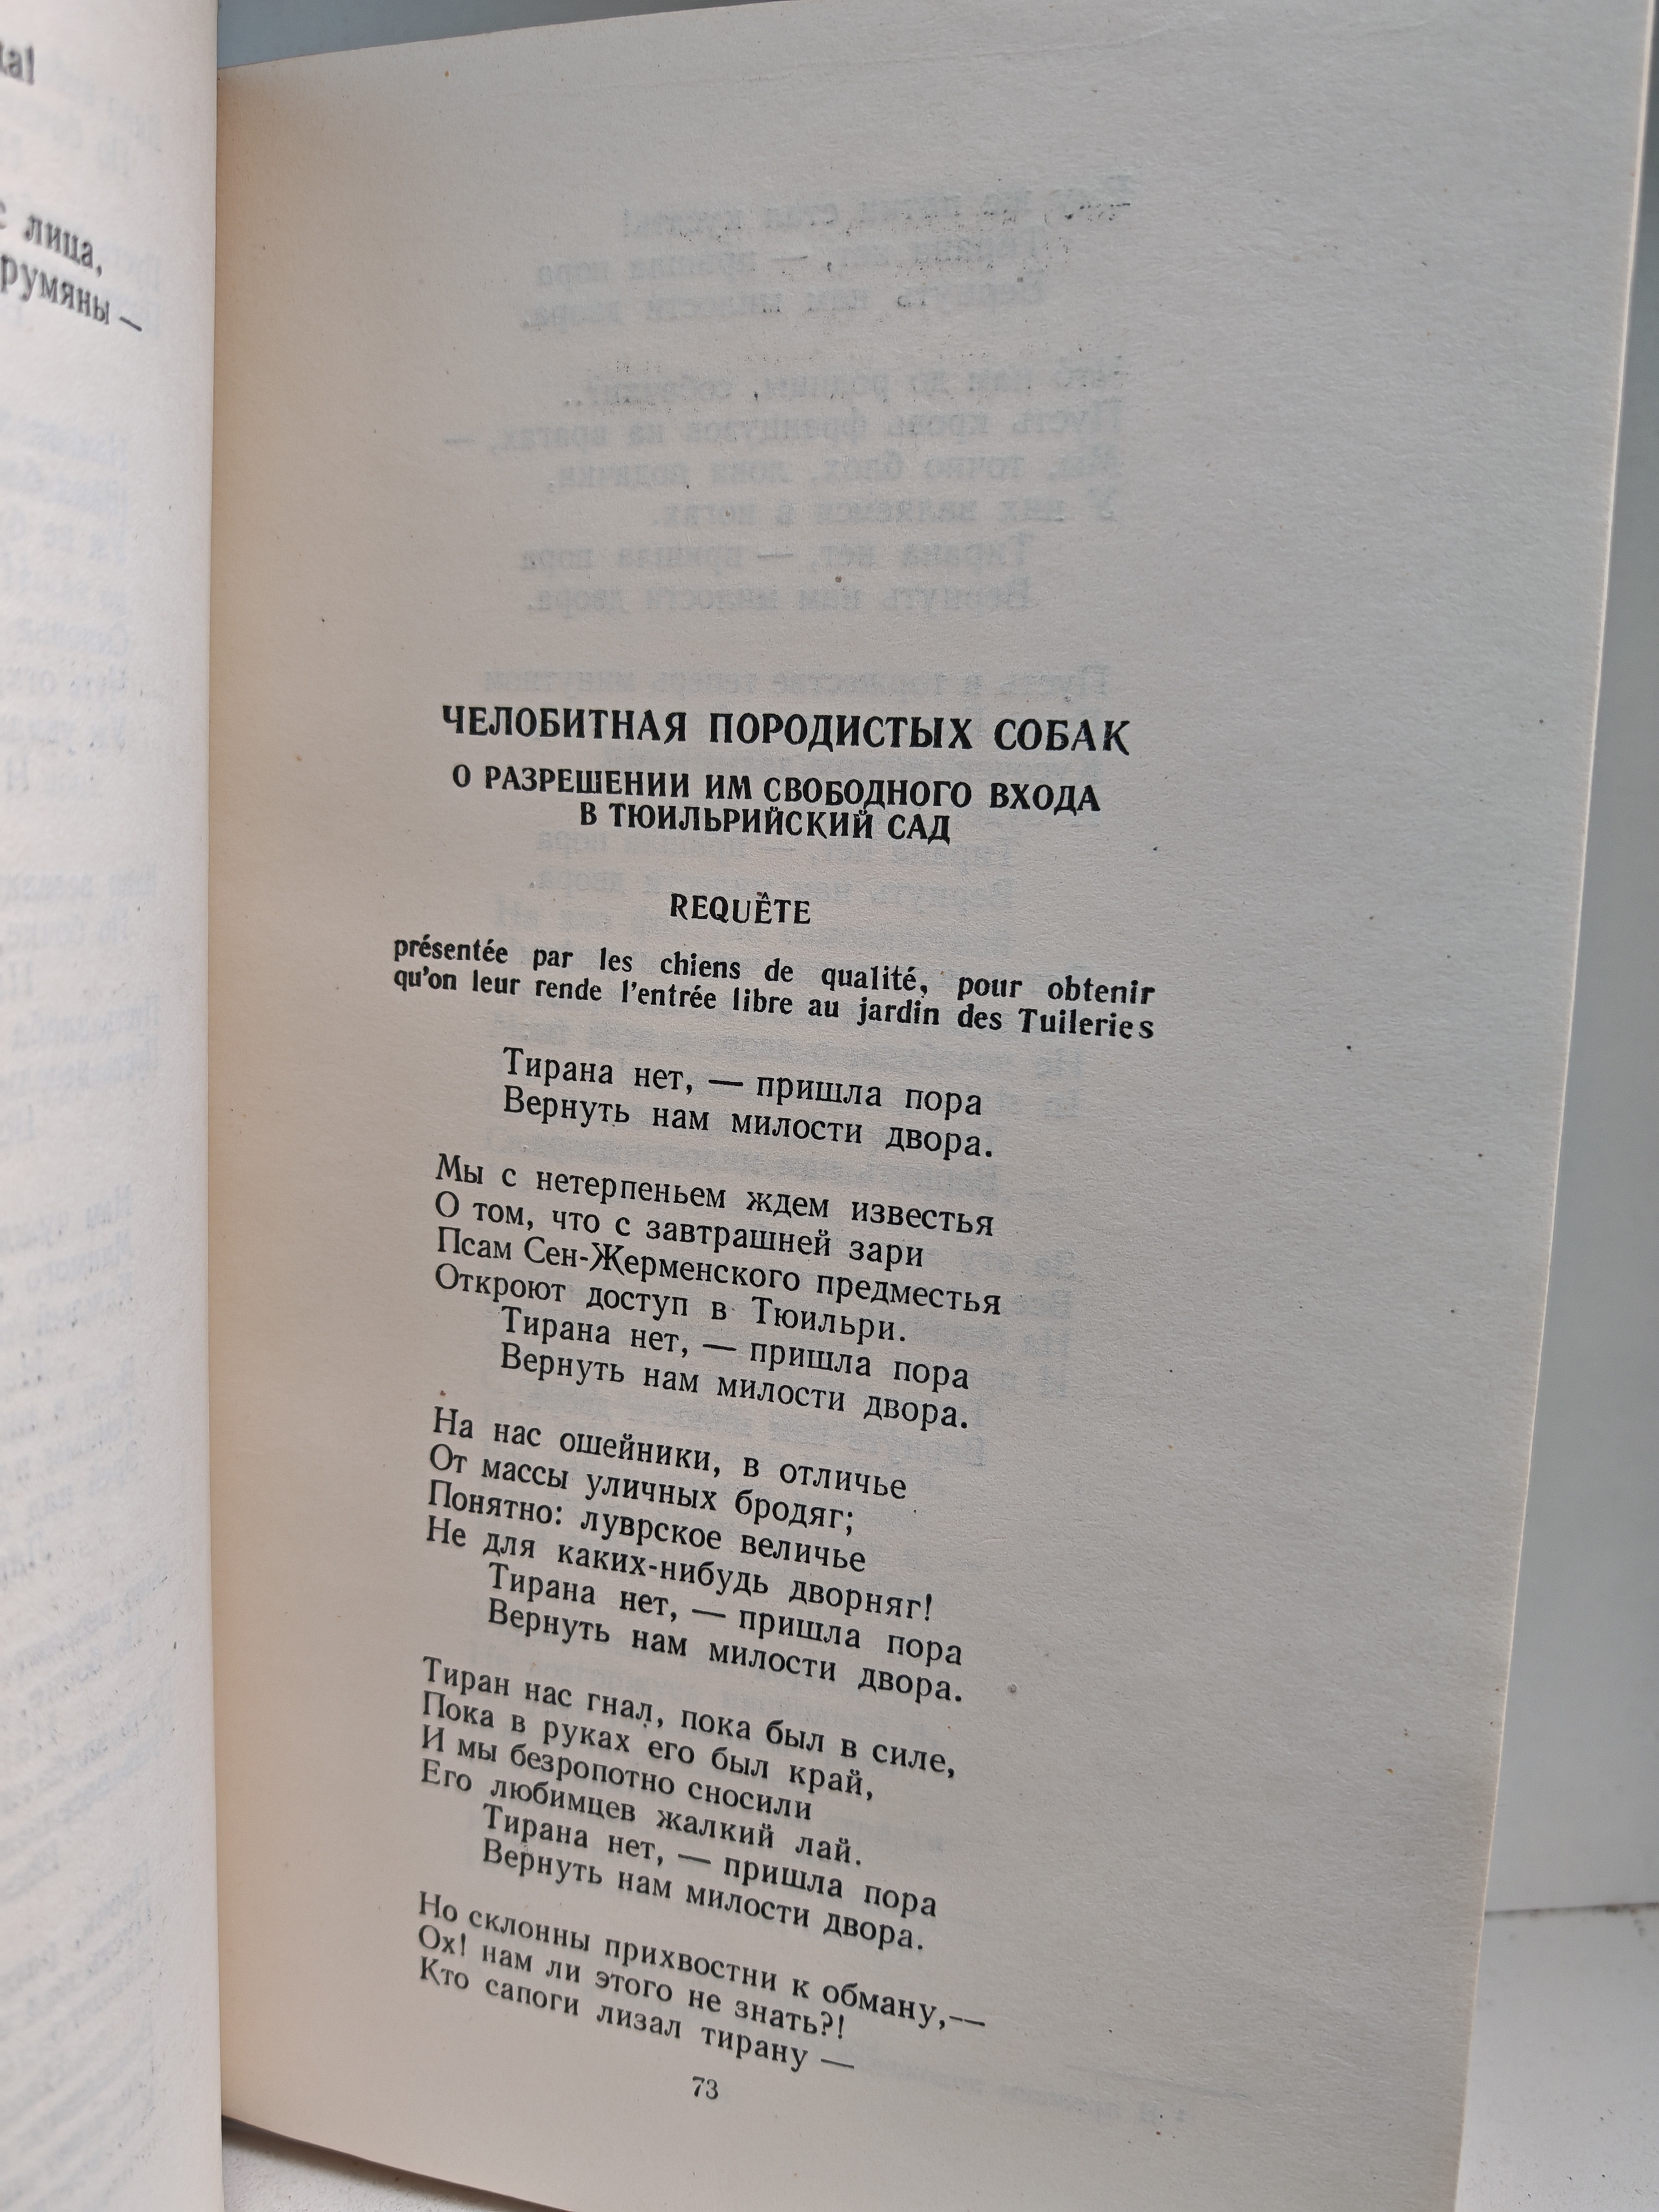 с лица,
румяны —
ЧЕЛОБИТНАЯ ПОРОДИСТЫХ СОБАК
О РАЗРЕШЕНИИ ИМ СВОБОДНОГО ВХОДА
В ТЮИЛЬРИЙСКИЙ САД
REQUÊTE
présentée par les chiens de qualité, pour obtenir
qu'on leur rende l'entrée libre au jardin des Tuileries
Тирана нет, — пришла пора
Вернуть нам милости двора.
Мы с нетерпеньем ждем известья
О том, что с завтрашней зари
Псам Сен-Жерменского предместья
Откроют доступ в Тюильри.
Тирана нет, — пришла пора
Вернуть нам милости двора.
На нас ошейники, в отличье
От массы уличных бродяг;
Понятно: луврское величье
Не для каких-нибудь дворняг!
Тирана нет, — пришла пора
Вернуть нам милости двора.
Тиран нас гнал, пока был в силе,
Пока в руках его был край,
И мы безропотно сносили
Его любимцев жалкий лай.
Тирана нет, — пришла пора
Вернуть нам милости двора.
Но склонны прихвостни к обману,—
Ох! нам ли этого не знать?!
Кто сапоги лизал тирану —
73